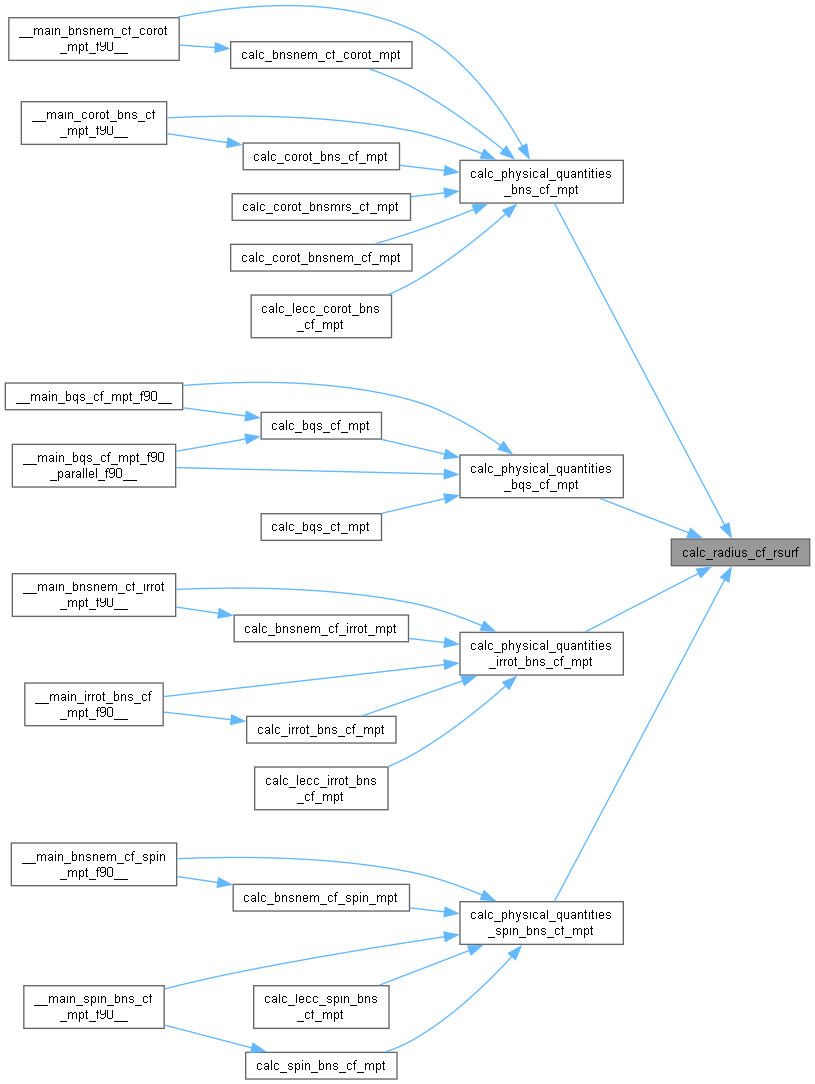 __main_bnsnem_cf_corot
_mpt_f90__
calc_bnsnem_cf_corot_mpt
__main_corot_bns_cf
_mpt_f90__
calc_corot_bns_cf_mpt
calc_physical_quantities
_bns_cf_mpt
calc_corot_bnsmrs_cf_mpt
calc_corot_bnsnem_cf_mpt
calc_lecc_corot_bns
_cf_mpt
__main_bqs_cf_mpt_f90__
calc_bqs_cf_mpt
__main_bqs_cf_mpt_f90
_parallel_f90__
calc_physical_quantities
_bqs_cf_mpt
calc_bqs_cf_mpt
calc_radius_cf_rsurf
__main_bnsnem_cf_irrot
_mpt_f90__
calc_bnsnem_cf_irrot_mpt
calc_physical_quantities
_irrot_bns_cf_mpt
__main_irrot_bns_cf
_mpt_f90__
calc_irrot_bns_cf_mpt
calc_lecc_irrot_bns
_cf_mpt
__main_bnsnem_cf_spin
_mpt_f90__
calc_bnsnem_cf_spin_mpt
calc_physical_quantities
_spin_bns_cf_mpt
__main_spin_bns_cf
_mpt_f90__
calc_lecc_spin_bns
_cf_mpt
calc_spin_bns_cf_mpt